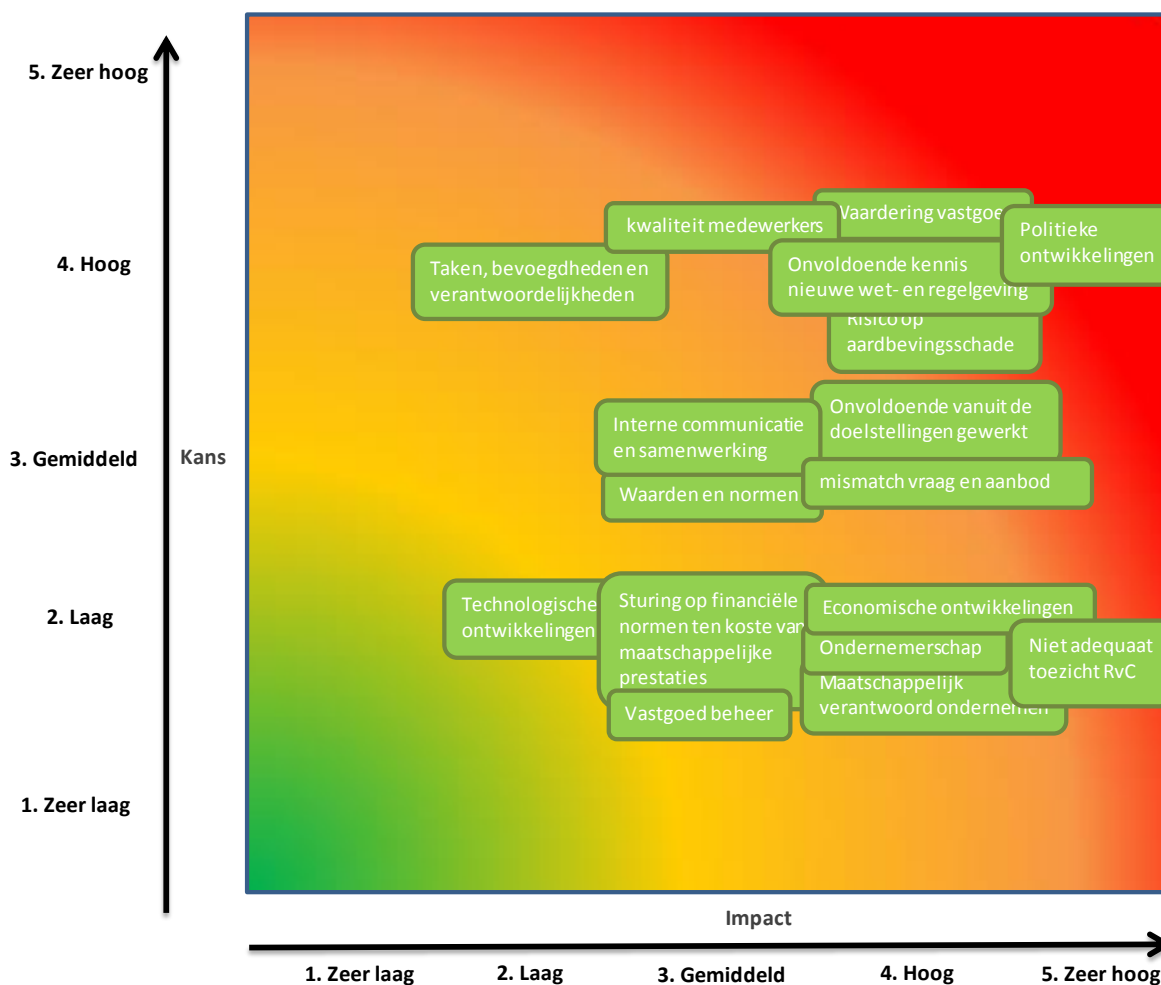 5. Zeer hoog
4. Hoog
3. Gemiddeld
2. Laag
1. Zeer laag
Kans
Waardering vastgoe
kwaliteit medewerkers
Politieke
ontwikkelingen
Taken, bevoegdheden en
verantwoordelijkheden
Onvoldoende kennis
nieuwe wet- en regelgeving
Risico op
aardbevingsschade
Onvoldoende vanuit de
doelstellingen gewerkt
Interne communicatie
en samenwerking
mismatch vraag en aanbod
Waarden en normen
Technologische
ontwikkelingen
Sturing op financiële
normen ten koste van
maatschappelijke
prestaties
Economische ontwikkelingen
Ondernemerschap
Niet adequaat
toezicht RvC
Maatschappelijk
verantwoord ondernemen
Vastgoed beheer
Impact
1. Zeer laag
2. Laag
3. Gemiddeld
4. Hoog
5. Zeer hoog